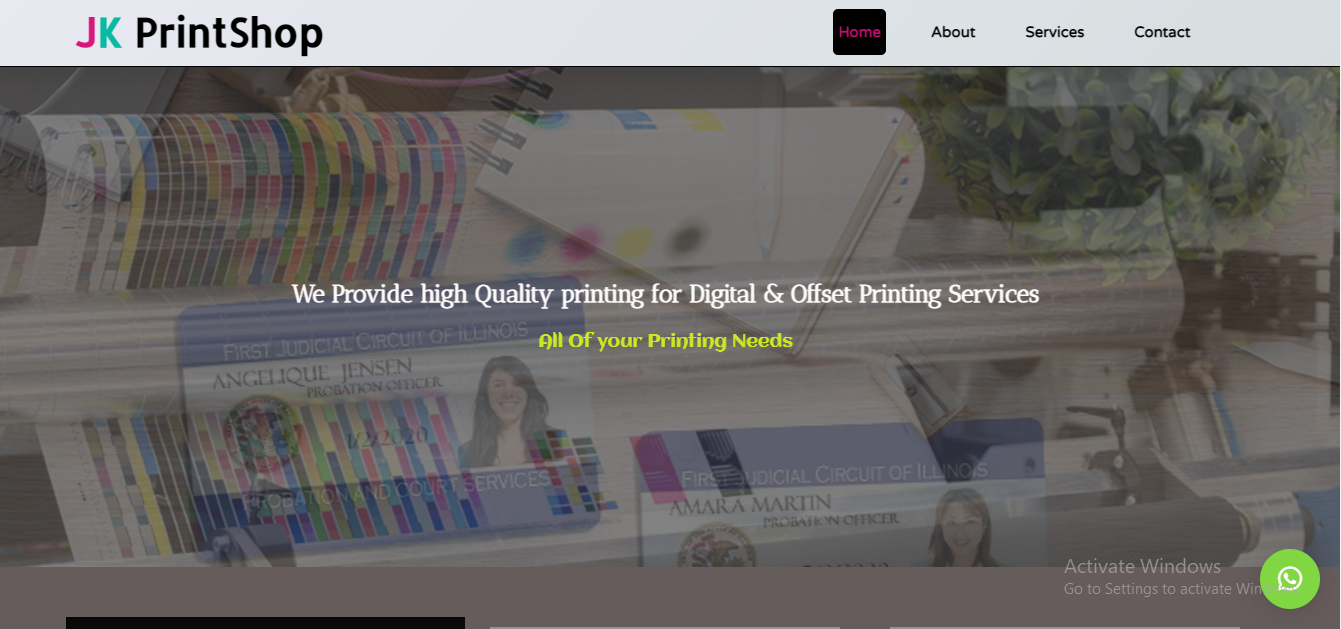 JK PrintShop
Home
About
Services
Contact
We Provide high Quality printing for Digital & Offset Printing Services
All Of your Printing Needs
FIRST JUDICIAL CIRCUIT OF ILLINOIS
ANGELIQUE JENSEN
PROBATION OFFICER
1/2/2020
PROBATION AND COURT SERVICES
FIRST JUDICIAL CIRCUIT OF ILLINOIS
AMARA MARTIN
PROBATION OFFICER
Activate Windows
Go to Settings to activate Windows.